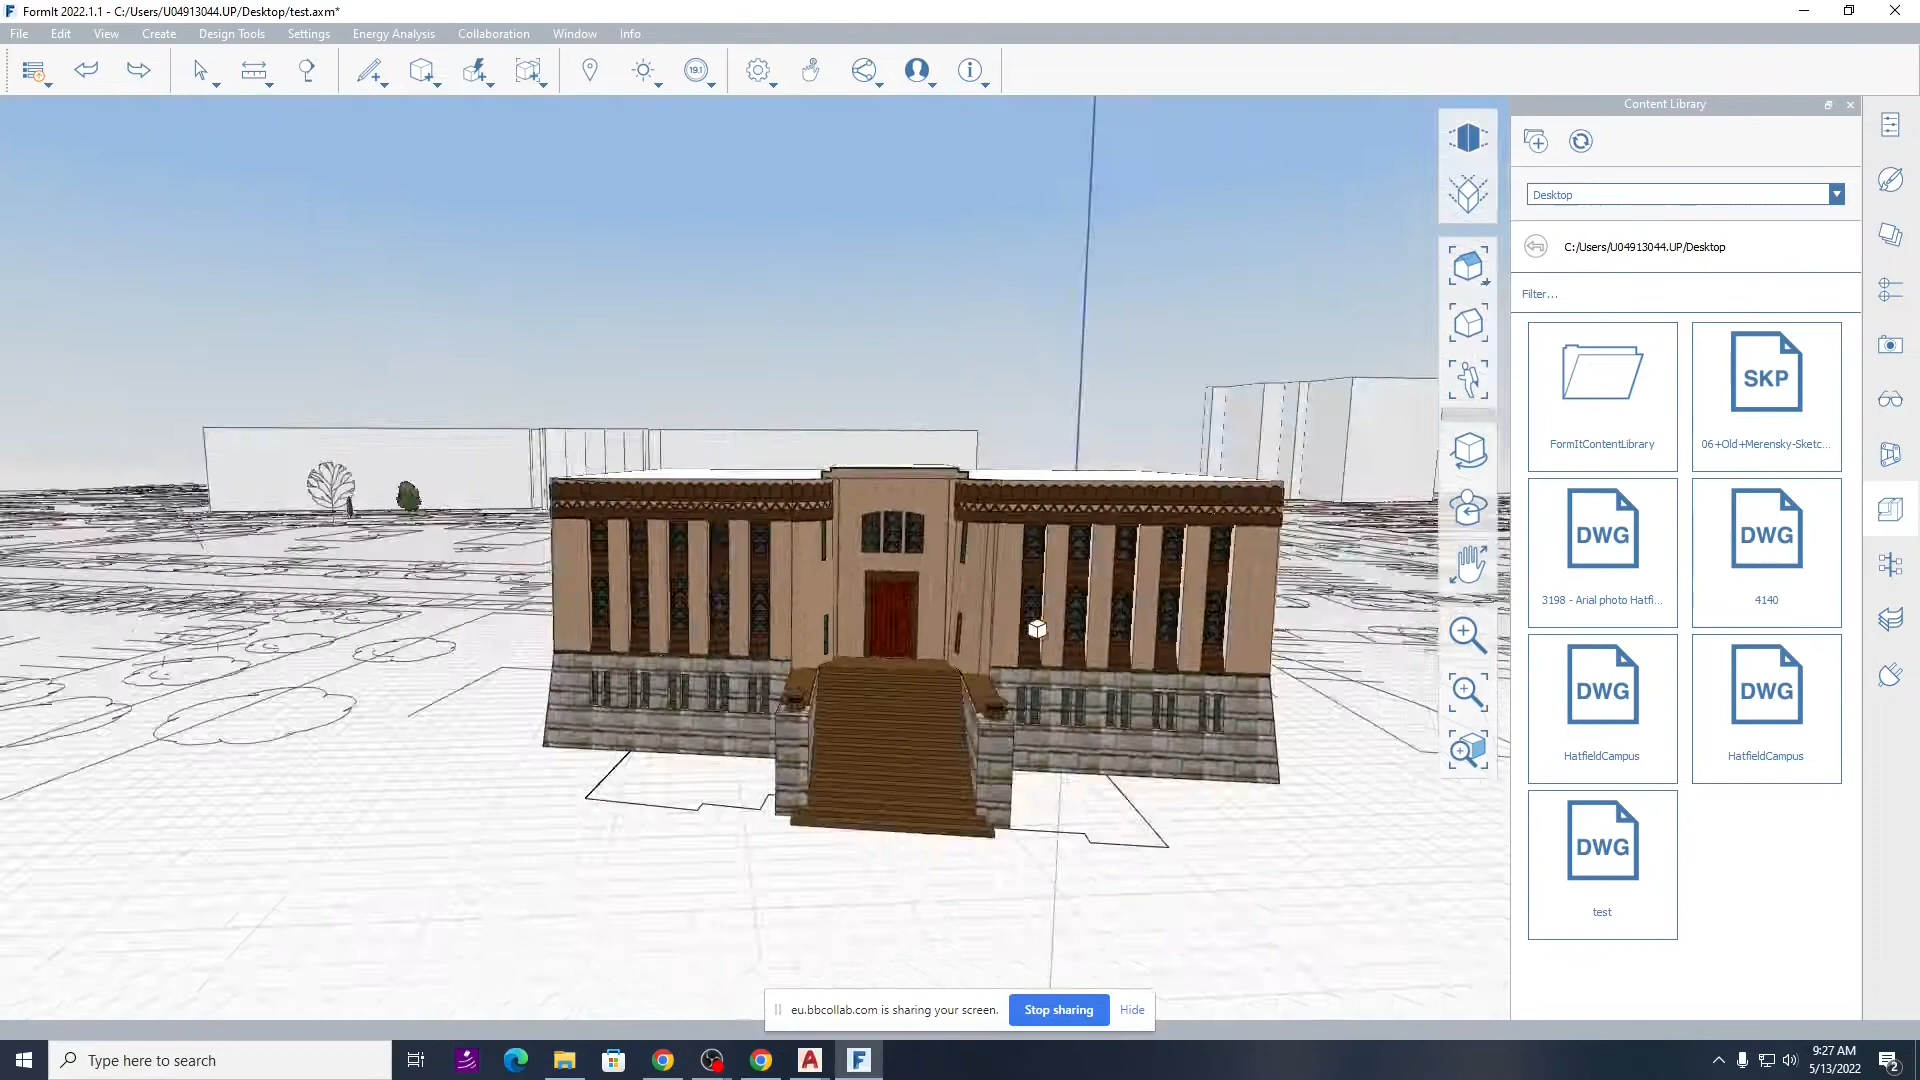 FormIt 2022.1.1 - C:/Users/U04913044.UP/Desktop/test.axm*
File Edit View Create Design Tools Settings Energy Analysis Collaboration Window Info
19.1
Content Library
Desktop
C:/Users/U04913044.UP/Desktop
Filter...
SKP
FormItContentLibrary
06+Old+Merensky-Sketc...
DWG
DWG
3198 - Arial photo Hatfi...
4140
DWG
DWG
HatfieldCampus
HatfieldCampus
DWG
test
eu.bbcollab.com is sharing your screen.
Stop sharing
Hide
Type here to search
9:27 AM
5/13/2022
2